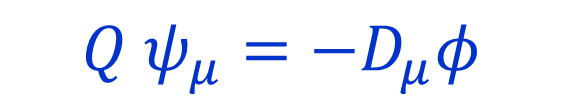 Q ψ_μ = −D_μ ϕ